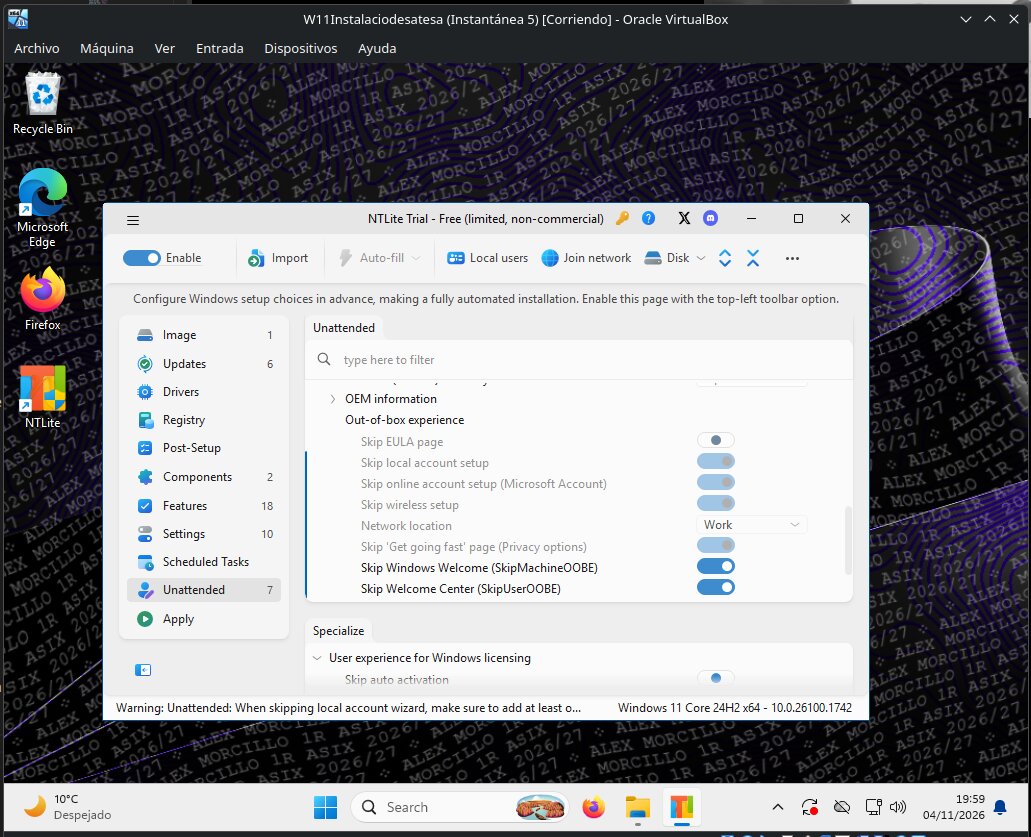 W11Instalaciodesatesa (Instantánea 5) [Corriendo] - Oracle VirtualBox
Archivo Máquina Ver Entrada Dispositivos Ayuda
ALEX MORCILLO 1R ASIX 2026/27
Recycle Bin
Microsoft
Edge
Firefox
NTLite
NTLite Trial - Free (limited, non-commercial)
Enable Import Auto-fill Local users Join network Disk
Configure Windows setup choices in advance, making a fully automated installation. Enable this page with the top-left toolbar option.
Image 1
Updates 6
Drivers
Registry
Post-Setup
Components 2
Features 18
Settings 10
Scheduled Tasks
Unattended 7
Apply
Unattended
type here to filter
OEM information
Out-of-box experience
Skip EULA page
Skip local account setup
Skip online account setup (Microsoft Account)
Skip wireless setup
Network location Work
Skip 'Get going fast' page (Privacy options)
Skip Windows Welcome (SkipMachineOOBE)
Skip Welcome Center (SkipUserOOBE)
Specialize
User experience for Windows licensing
Skip auto activation
Warning: Unattended: When skipping local account wizard, make sure to add at least o...
Windows 11 Core 24H2 x64 - 10.0.26100.1742
10°C
Despejado
Search
19:59
04/11/2026